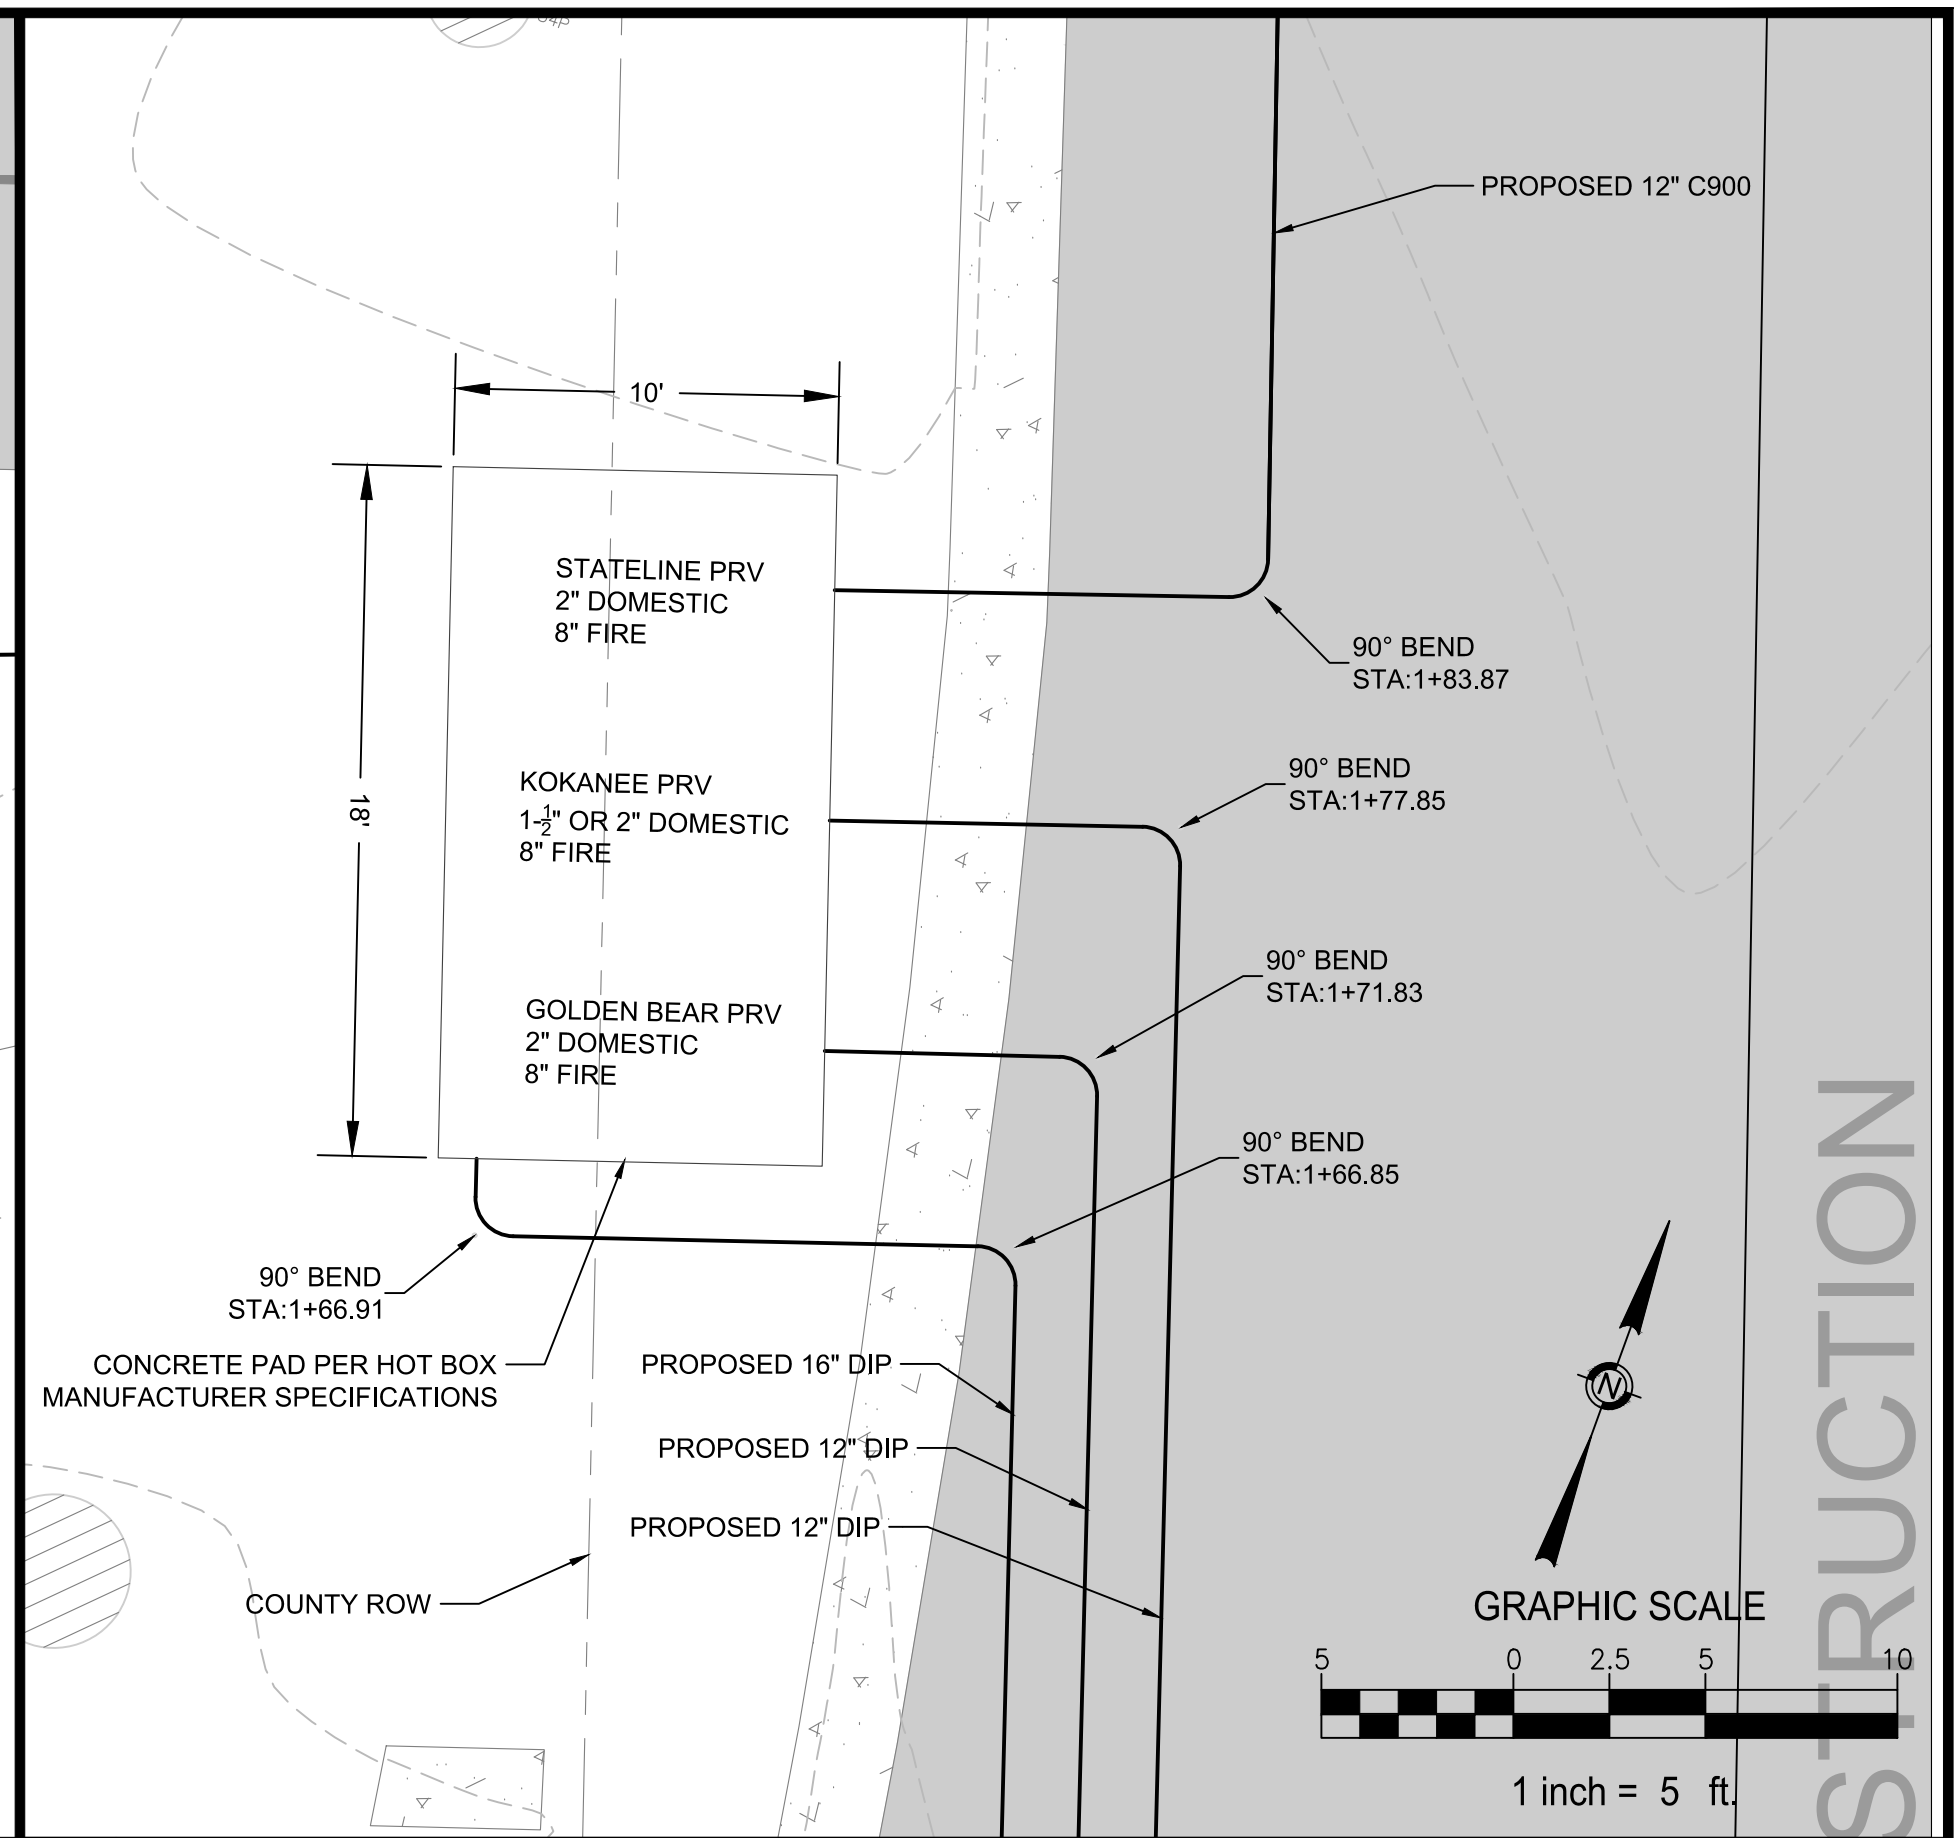 PROPOSED 12" C900
10'
18'
STATELINE PRV
2" DOMESTIC
8" FIRE
90° BEND
STA:1+83.87
KOKANEE PRV
1-1/2" OR 2" DOMESTIC
8" FIRE
90° BEND
STA:1+77.85
90° BEND
STA:1+71.83
GOLDEN BEAR PRV
2" DOMESTIC
8" FIRE
90° BEND
STA:1+66.85
90° BEND
STA:1+66.91
CONCRETE PAD PER HOT BOX
MANUFACTURER SPECIFICATIONS
PROPOSED 16" DIP
PROPOSED 12" DIP
PROPOSED 12" DIP
COUNTY ROW
N
GRAPHIC SCALE
5 0 2.5 5 10
1 inch = 5 ft.
STRUCTION